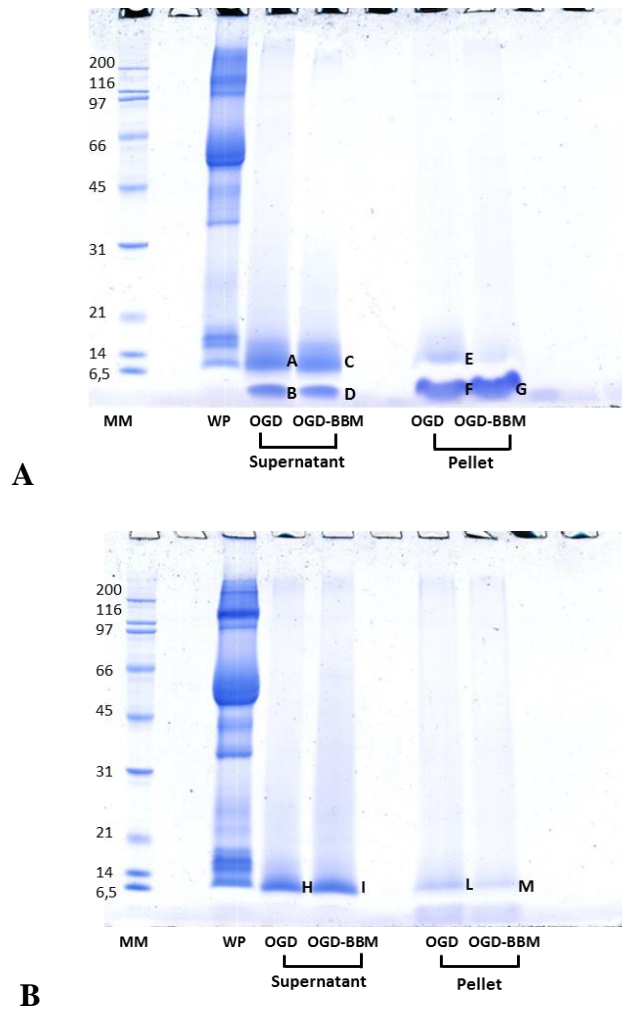 200
116
97
66
45
31
21
14
6,5
A C E
B D F G
MM WP OGD OGD-BBM OGD OGD-BBM
Supernatant Pellet
A
200
116
97
66
45
31
21
14
6,5
H I L M
MM WP OGD OGD-BBM OGD OGD-BBM
Supernatant Pellet
B